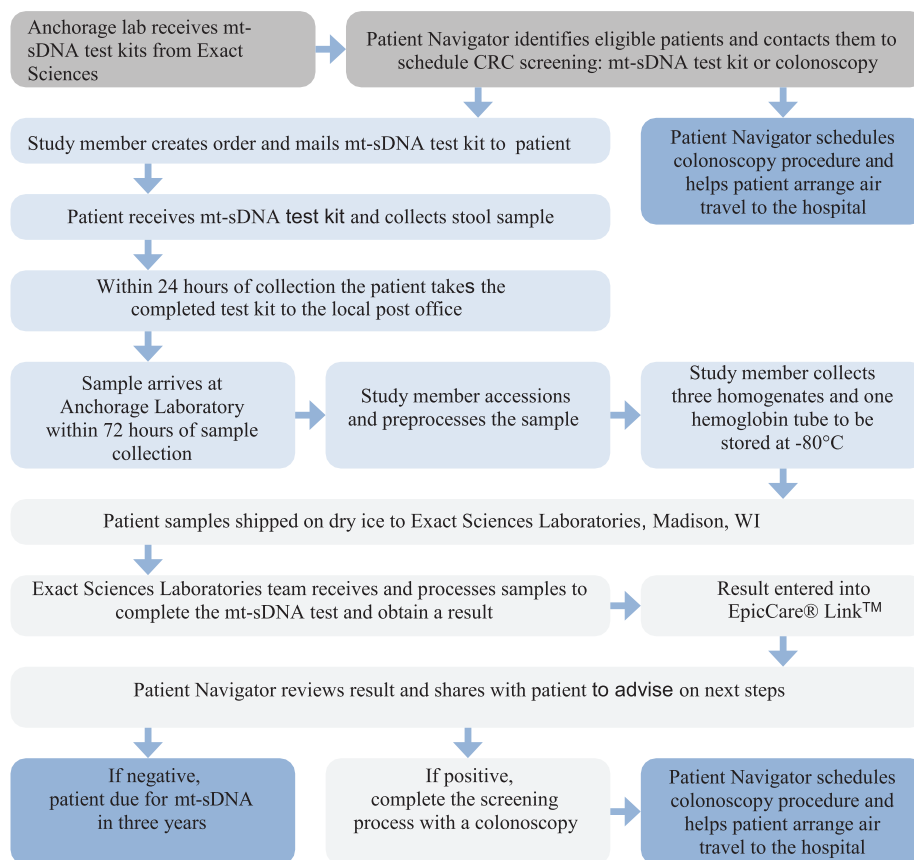 Anchorage lab receives mt-
sDNA test kits from Exact
Sciences
Patient Navigator identifies eligible patients and contacts them to
schedule CRC screening: mt-sDNA test kit or colonoscopy
Study member creates order and mails mt-sDNA test kit to patient
Patient Navigator schedules
colonoscopy procedure and
helps patient arrange air
travel to the hospital
Patient receives mt-sDNA test kit and collects stool sample
Within 24 hours of collection the patient takes the
completed test kit to the local post office
Sample arrives at
Anchorage Laboratory
within 72 hours of sample
collection
Study member accessions
and preprocesses the sample
Study member collects
three homogenates and one
hemoglobin tube to be
stored at -80°C
Patient samples shipped on dry ice to Exact Sciences Laboratories, Madison, WI
Exact Sciences Laboratories team receives and processes samples to
complete the mt-sDNA test and obtain a result
Result entered into
EpicCare® Link™
Patient Navigator reviews result and shares with patient to advise on next steps
If negative,
patient due for mt-sDNA
in three years
If positive,
complete the screening
process with a colonoscopy
Patient Navigator schedules
colonoscopy procedure and
helps patient arrange air
travel to the hospital